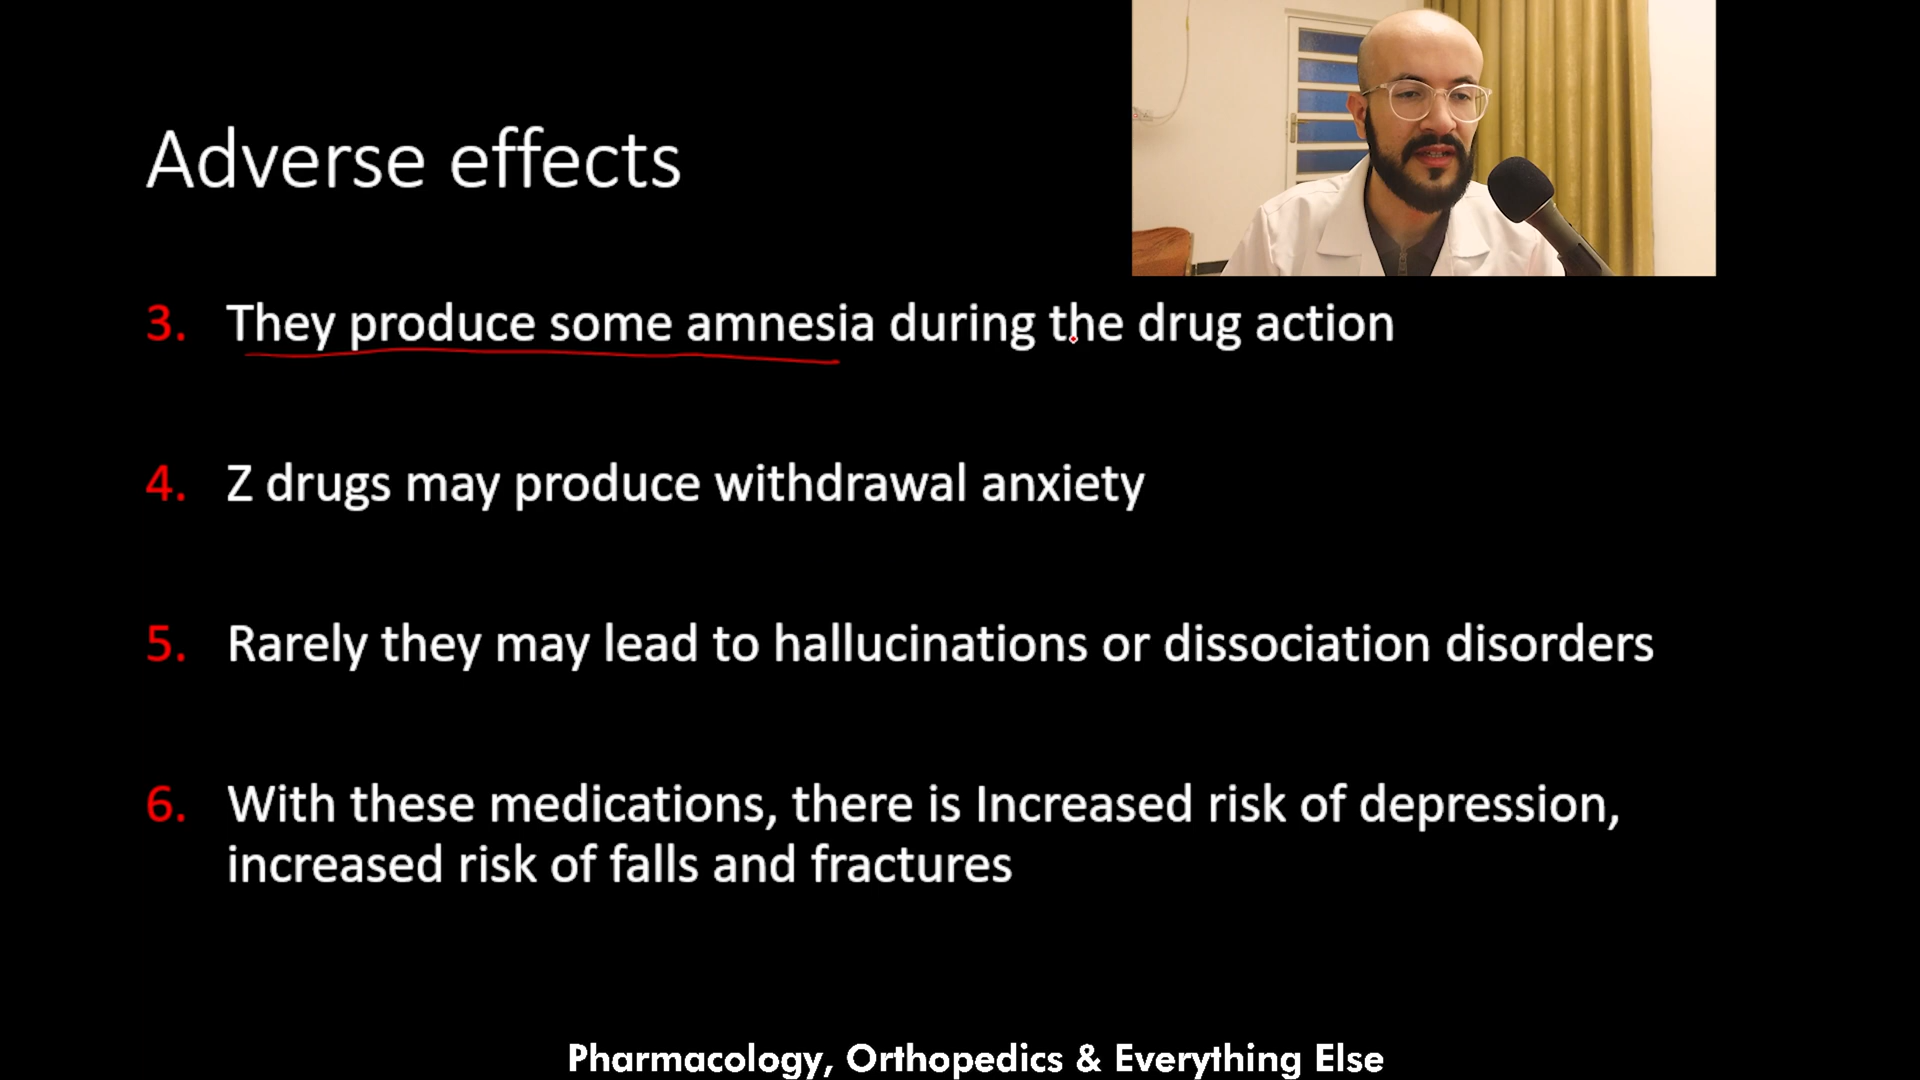 Adverse effects
3. They produce some amnesia during the drug action
4. Z drugs may produce withdrawal anxiety
5. Rarely they may lead to hallucinations or dissociation disorders
6. With these medications, there is Increased risk of depression,
increased risk of falls and fractures
Pharmacology, Orthopedics & Everything Else